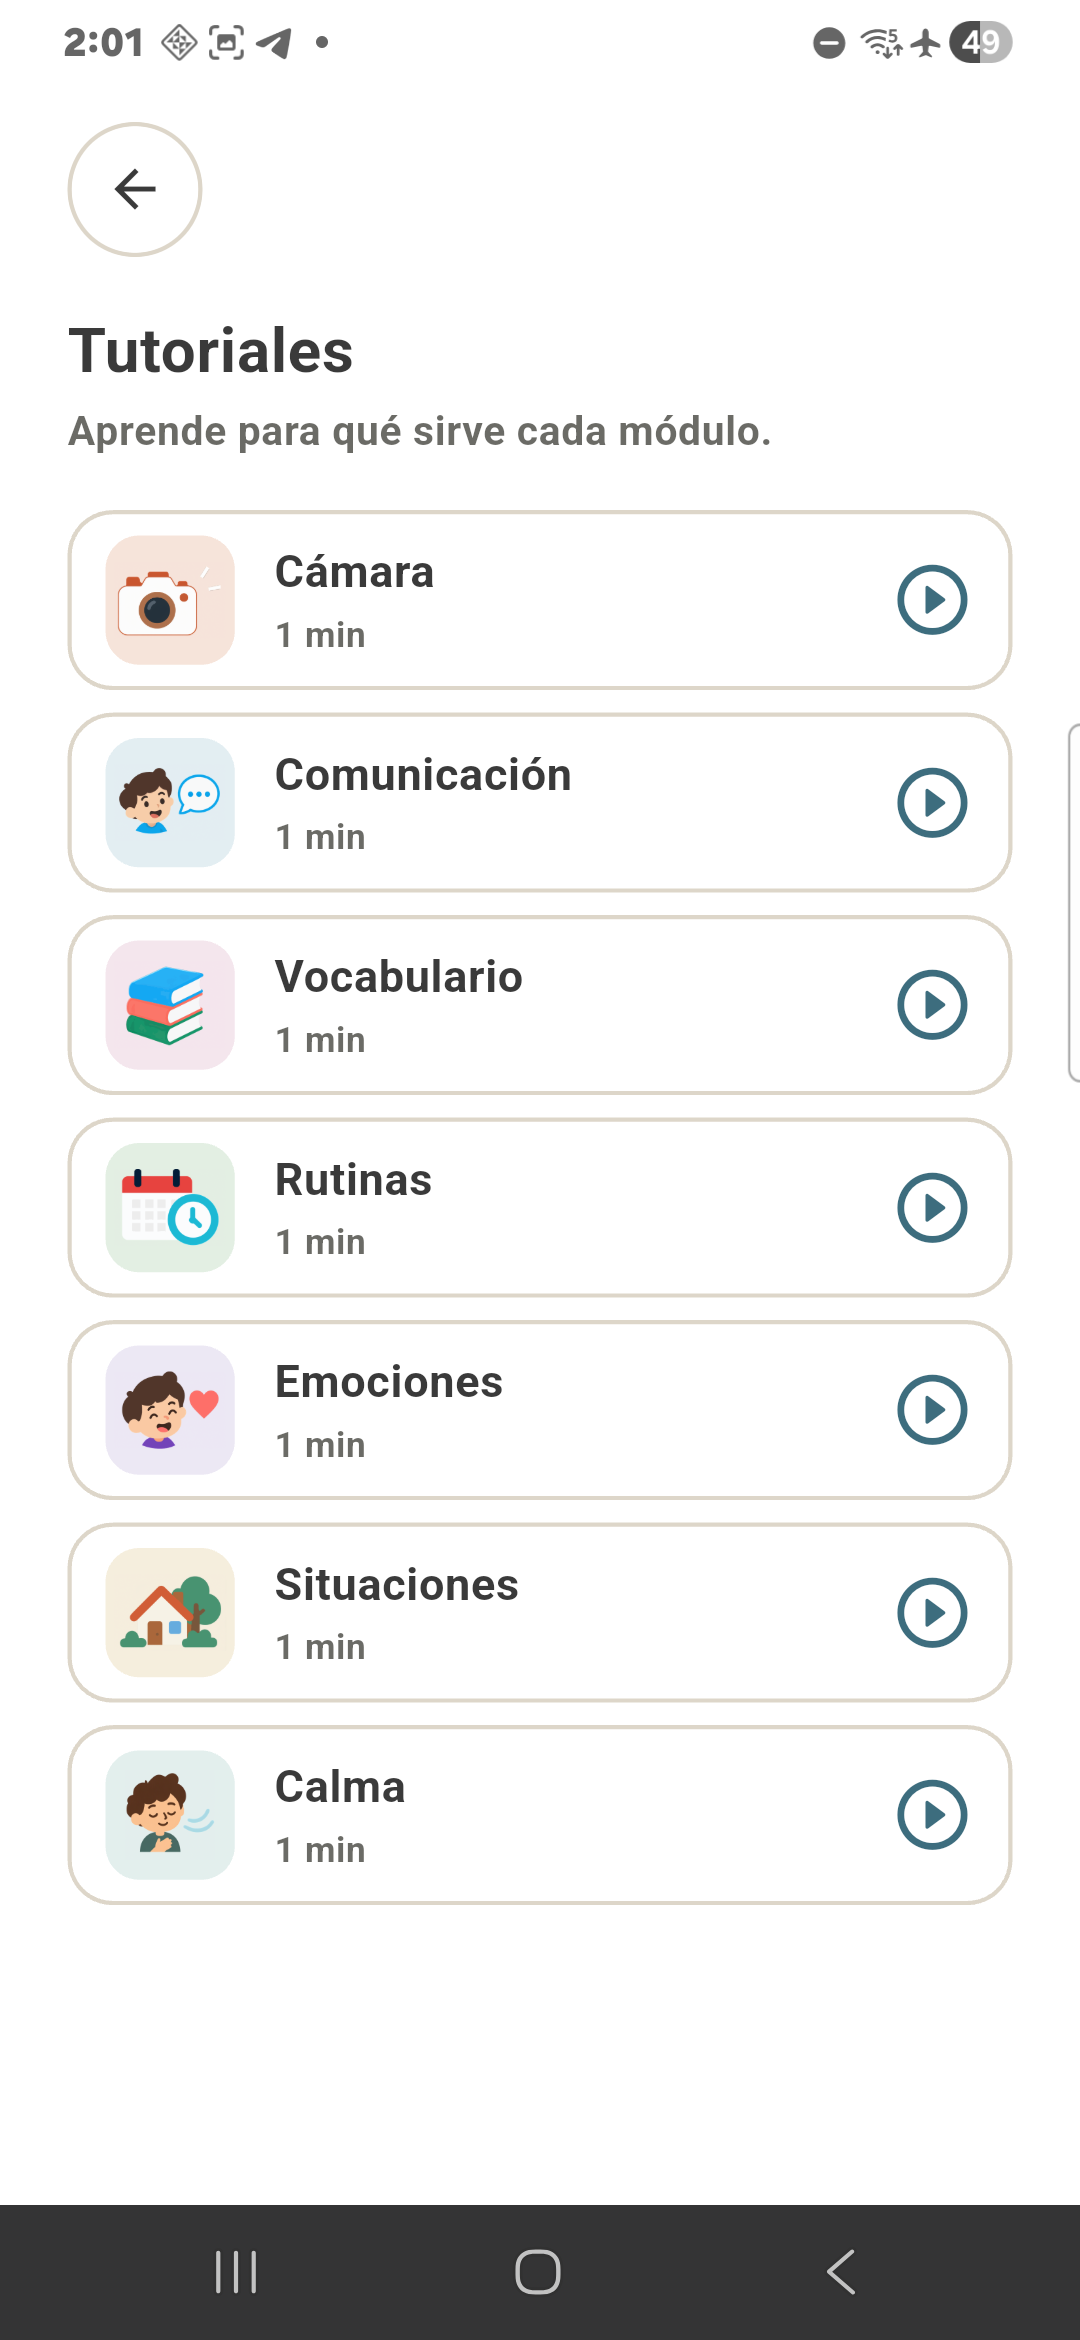 2:01
5
49
Tutoriales
Aprende para qué sirve cada módulo.
Cámara
1 min
Comunicación
1 min
Vocabulario
1 min
Rutinas
1 min
Emociones
1 min
Situaciones
1 min
Calma
1 min